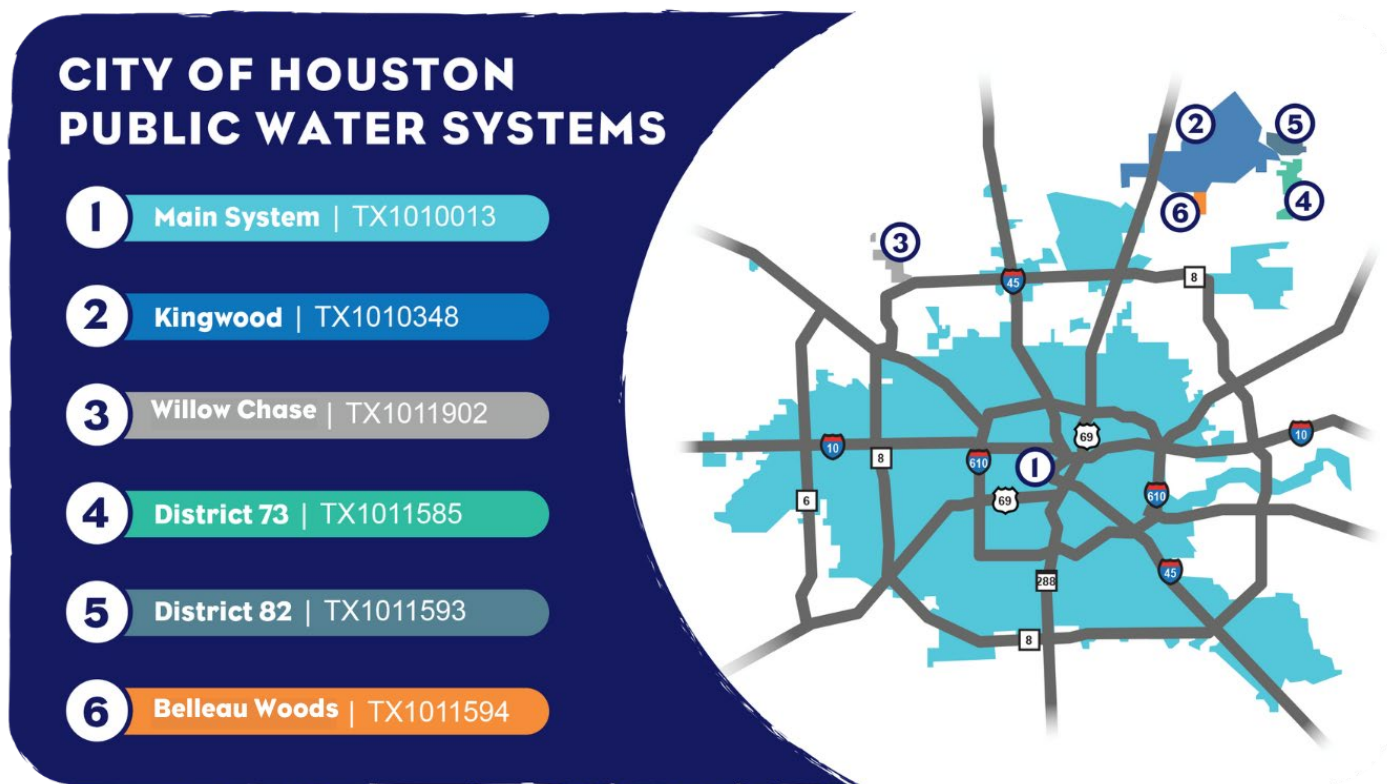 CITY OF HOUSTON
PUBLIC WATER SYSTEMS
1 Main System | TX1010013
2 Kingwood | TX1010348
3 Willow Chase | TX1011902
4 District 73 | TX1011585
5 District 82 | TX1011593
6 Belleau Woods | TX1011594
2
5
6
4
3
45
8
69
10
8
610
1
10
6
69
610
288
45
8